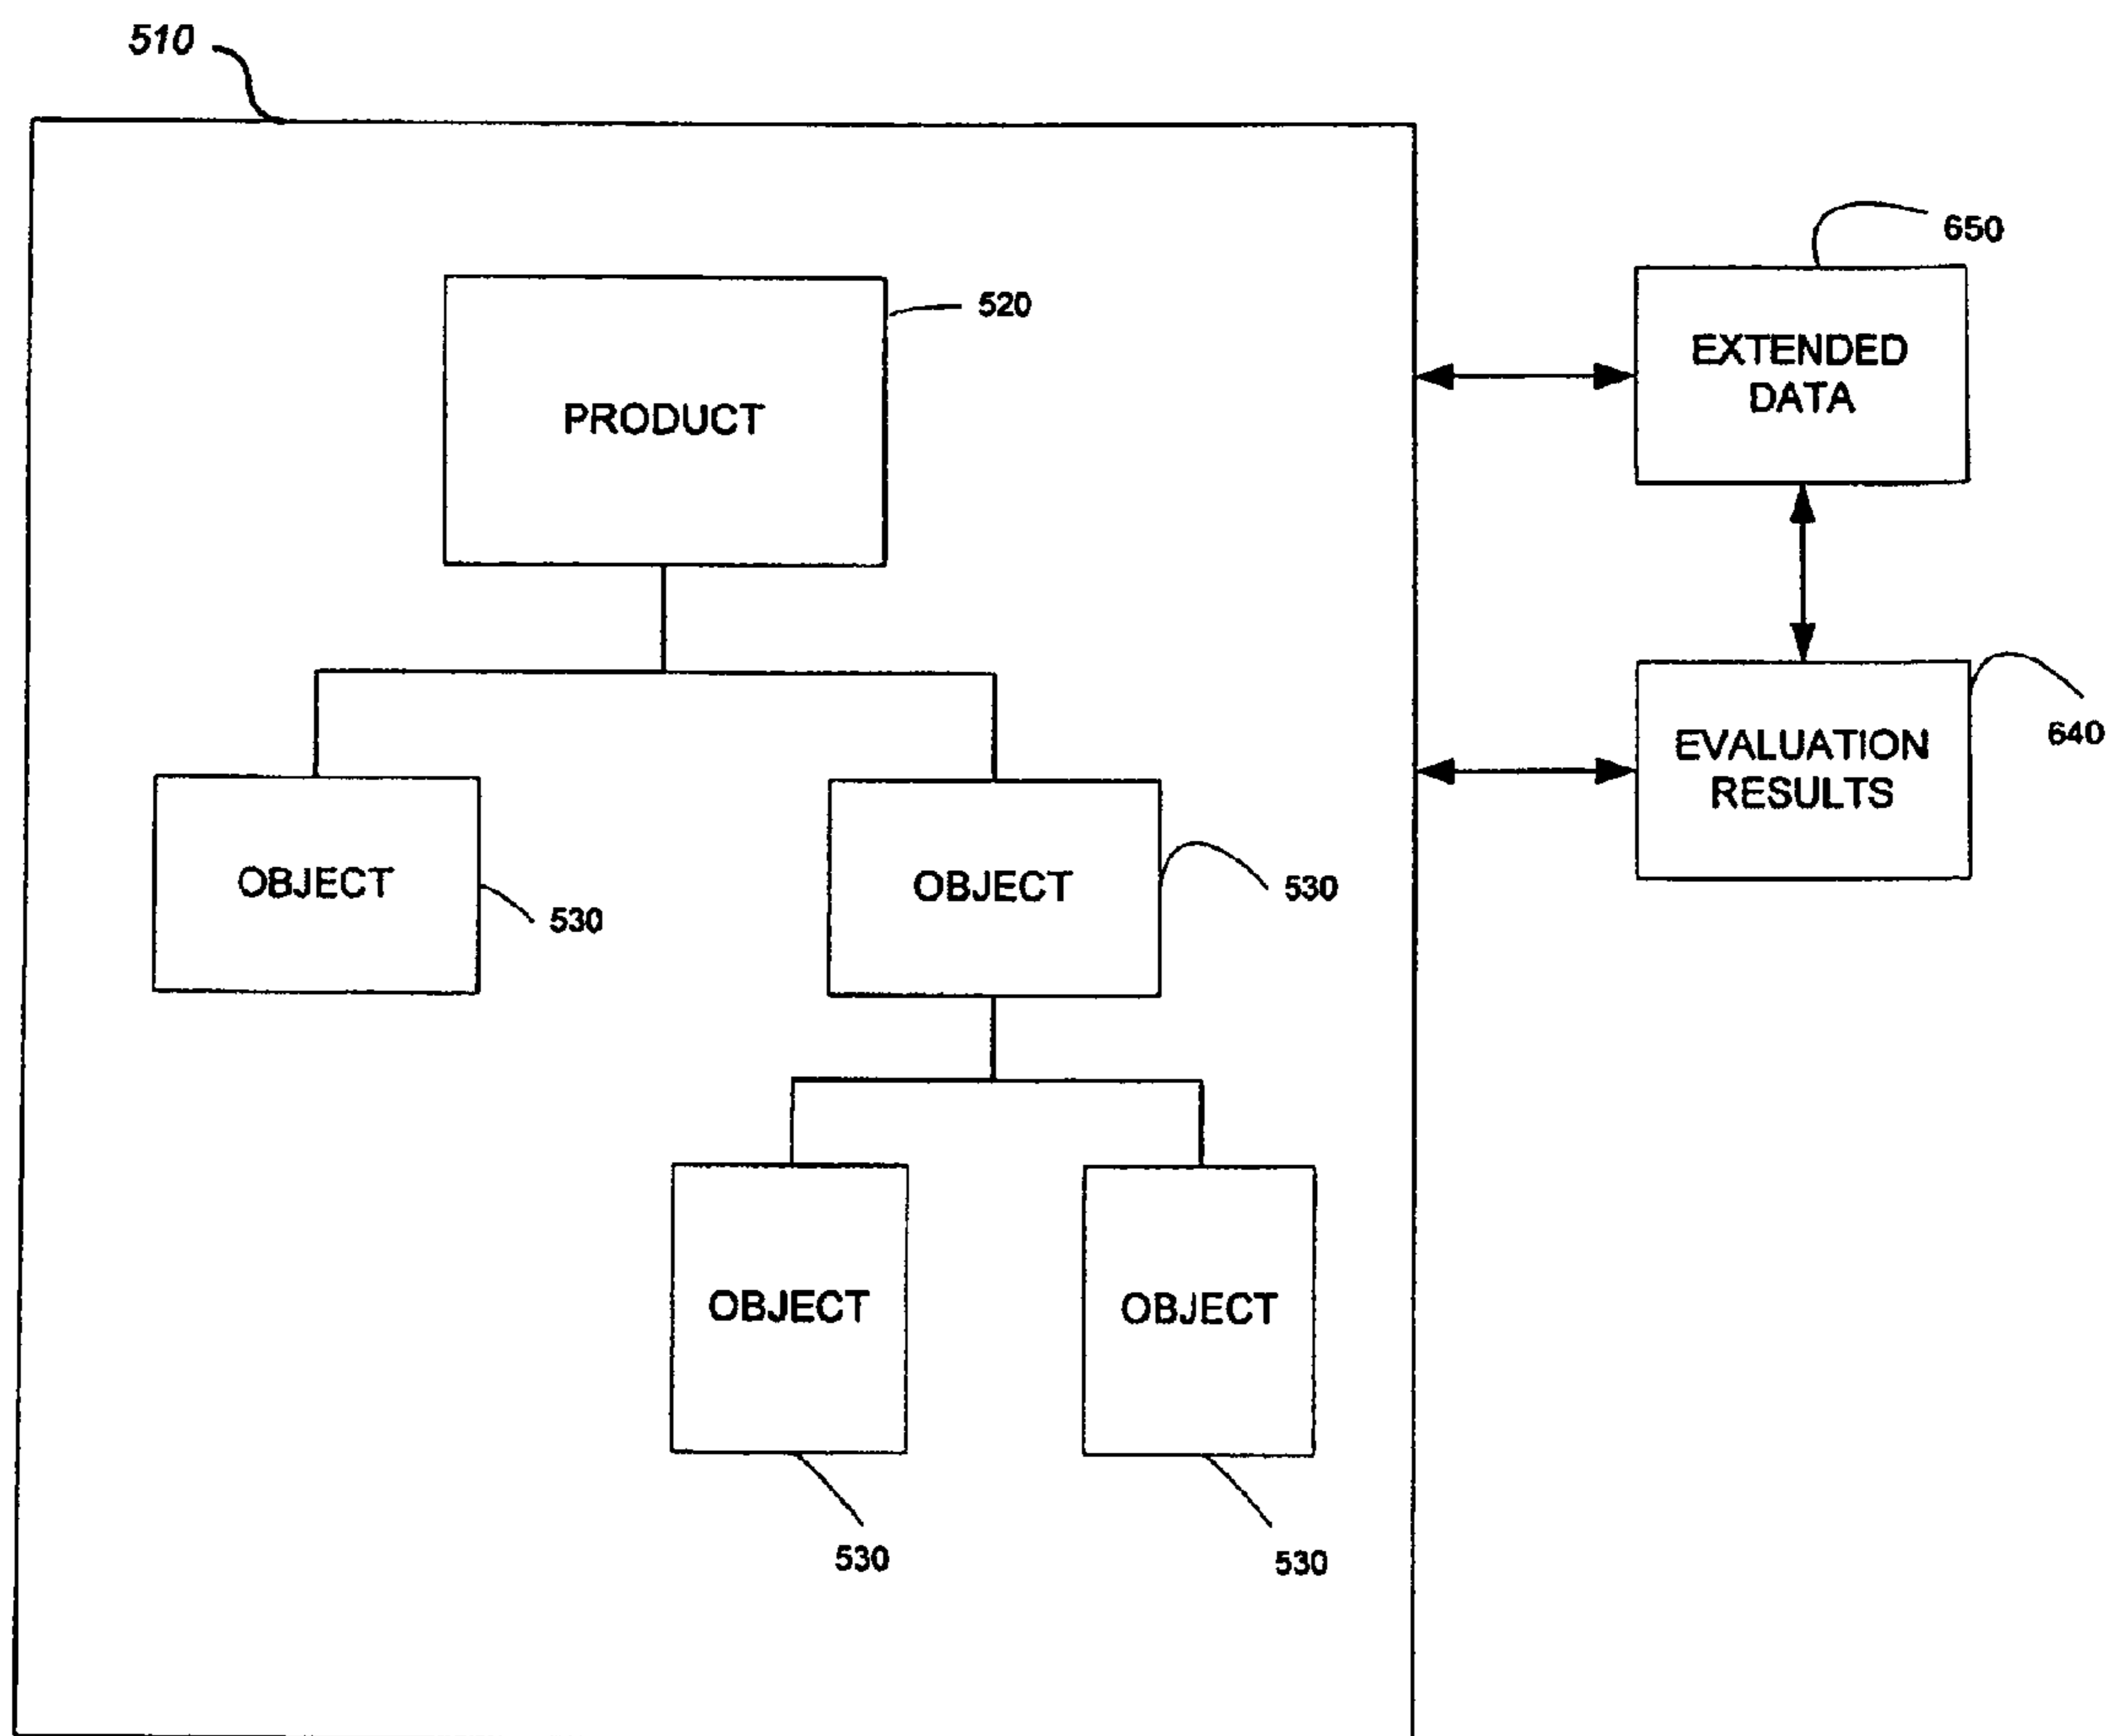 510
650
520
EXTENDED
DATA
PRODUCT
640
EVALUATION
RESULTS
OBJECT
530
OBJECT
530
OBJECT
OBJECT
530
530